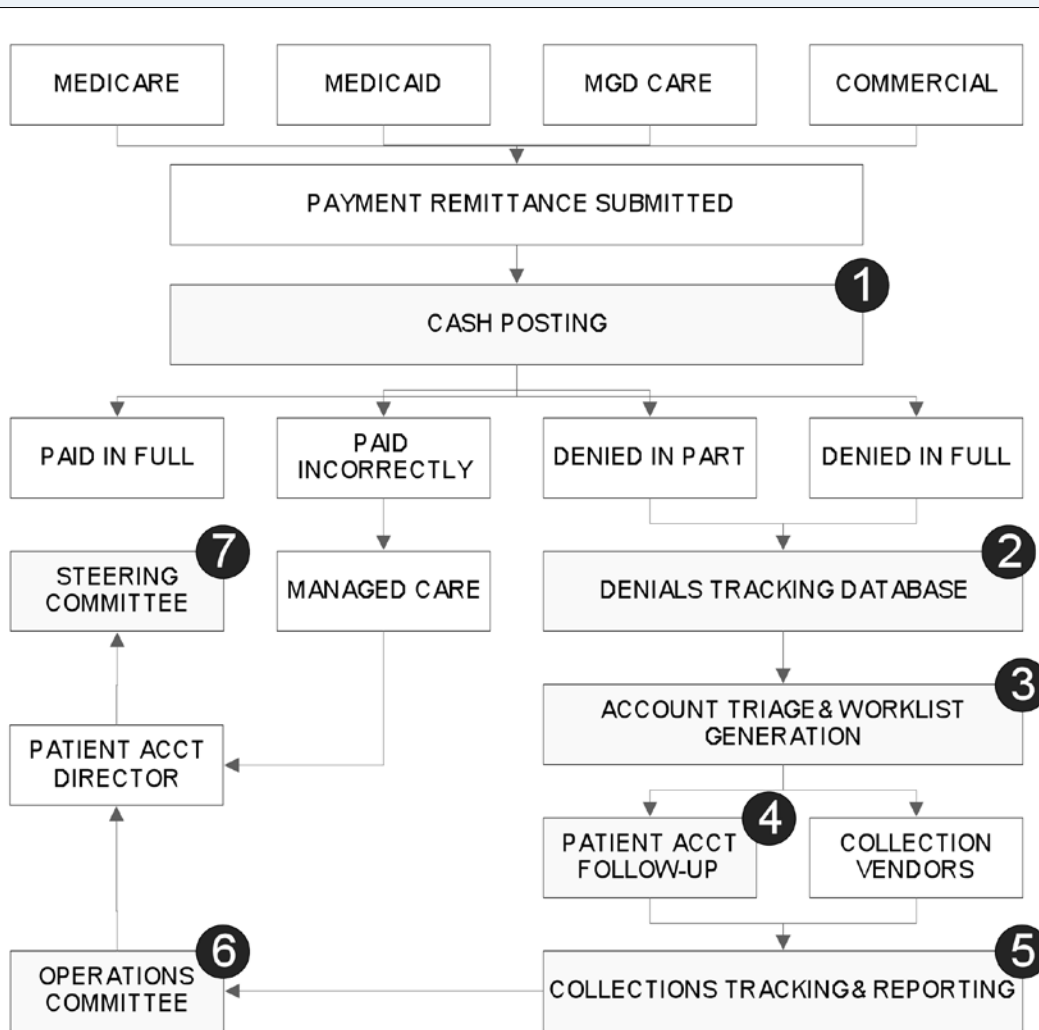 MEDICARE
MEDICAID
MGD CARE
COMMERCIAL
PAYMENT REMITTANCE SUBMITTED
1
CASH POSTING
PAID IN FULL
PAID
INCORRECTLY
DENIED IN PART
DENIED IN FULL
7
STEERING
COMMITTEE
MANAGED CARE
2
DENIALS TRACKING DATABASE
3
ACCOUNT TRIAGE & WORKLIST
GENERATION
PATIENT ACCT
DIRECTOR
4
PATIENT ACCT
FOLLOW-UP
COLLECTION
VENDORS
6
OPERATIONS
COMMITTEE
5
COLLECTIONS TRACKING & REPORTING